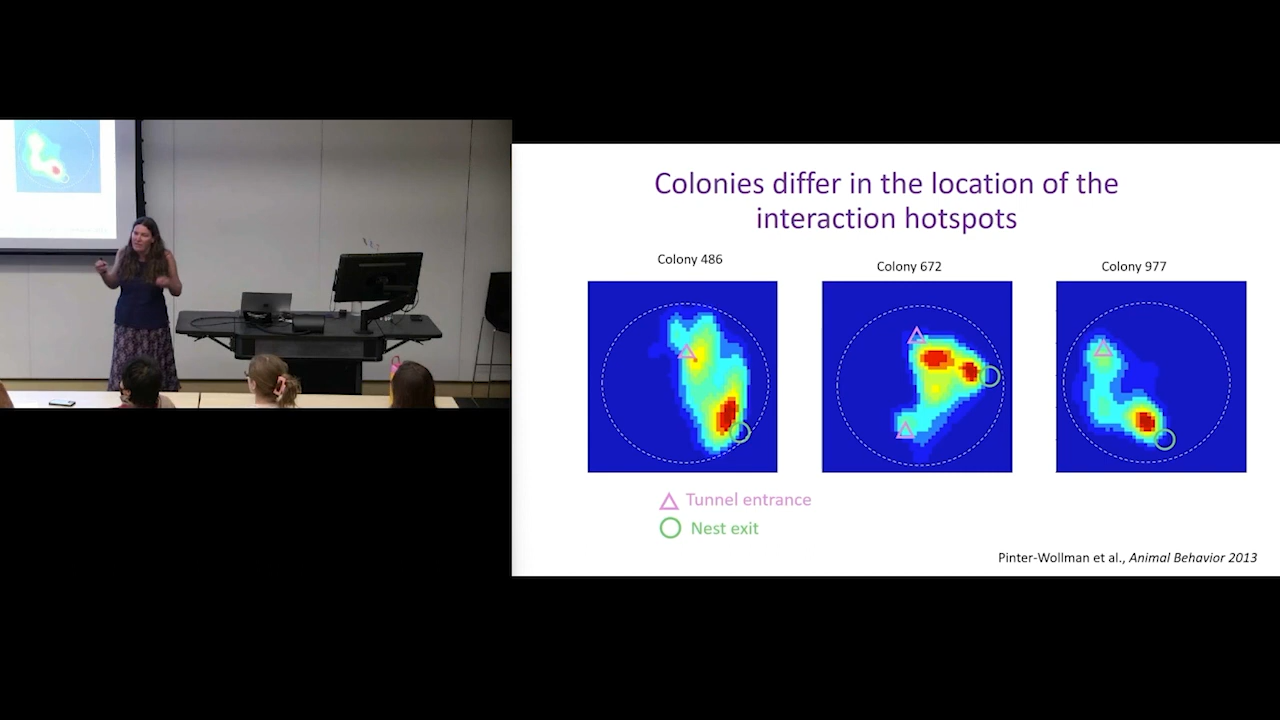 Colonies differ in the location of the
interaction hotspots
Colony 486
Colony 672
Colony 977
Tunnel entrance
Nest exit
Pinter-Wollman et al., Animal Behavior 2013